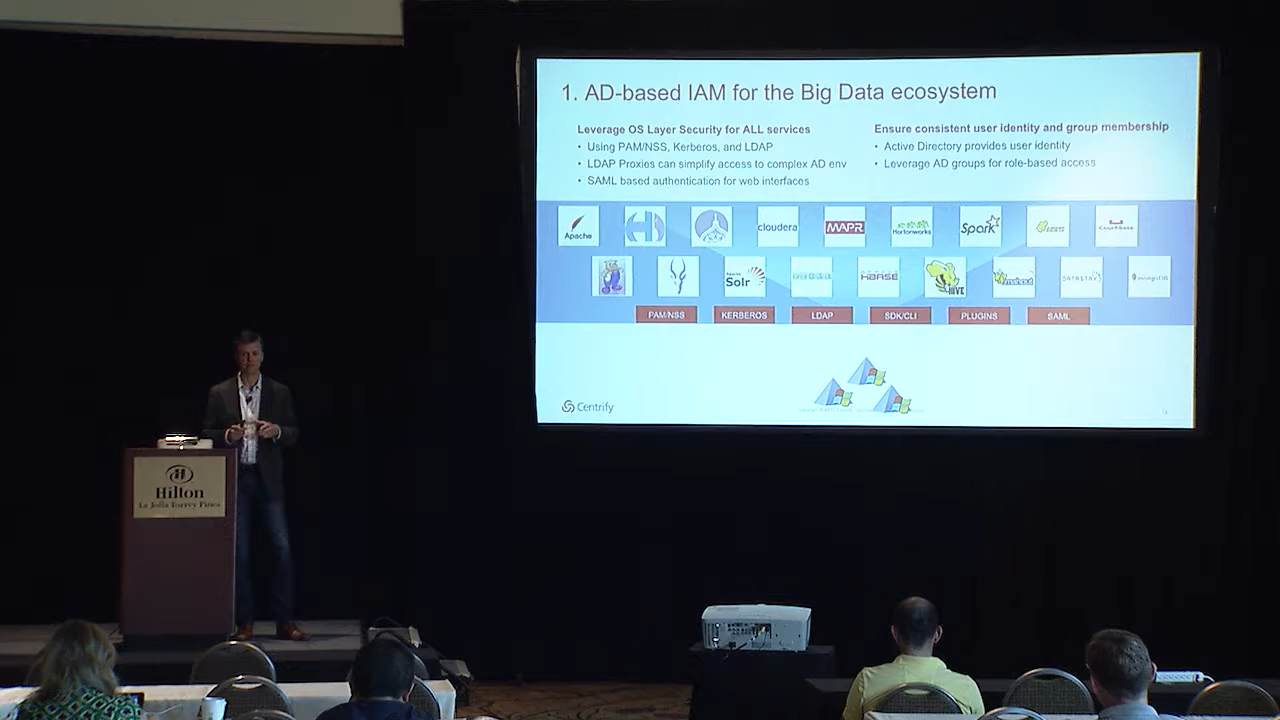 1. AD-based IAM for the Big Data ecosystem
Leverage OS Layer Security for ALL services
• Using PAM/NSS, Kerberos, and LDAP
• LDAP Proxies can simplify access to complex AD env
• SAML based authentication for web interfaces
Ensure consistent user identity and group membership
• Active Directory provides user identity
• Leverage AD groups for role-based access
Apache
cloudera
MAPR
Hortonworks
Spark
Couchbase
Solr
HBASE
HIVE
mahout
DATASTAX
mongoDB
PAM/NSS
KERBEROS
LDAP
SDK/CLI
PLUGINS
SAML
Centrify
Hilton
La Jolla Torrey Pines